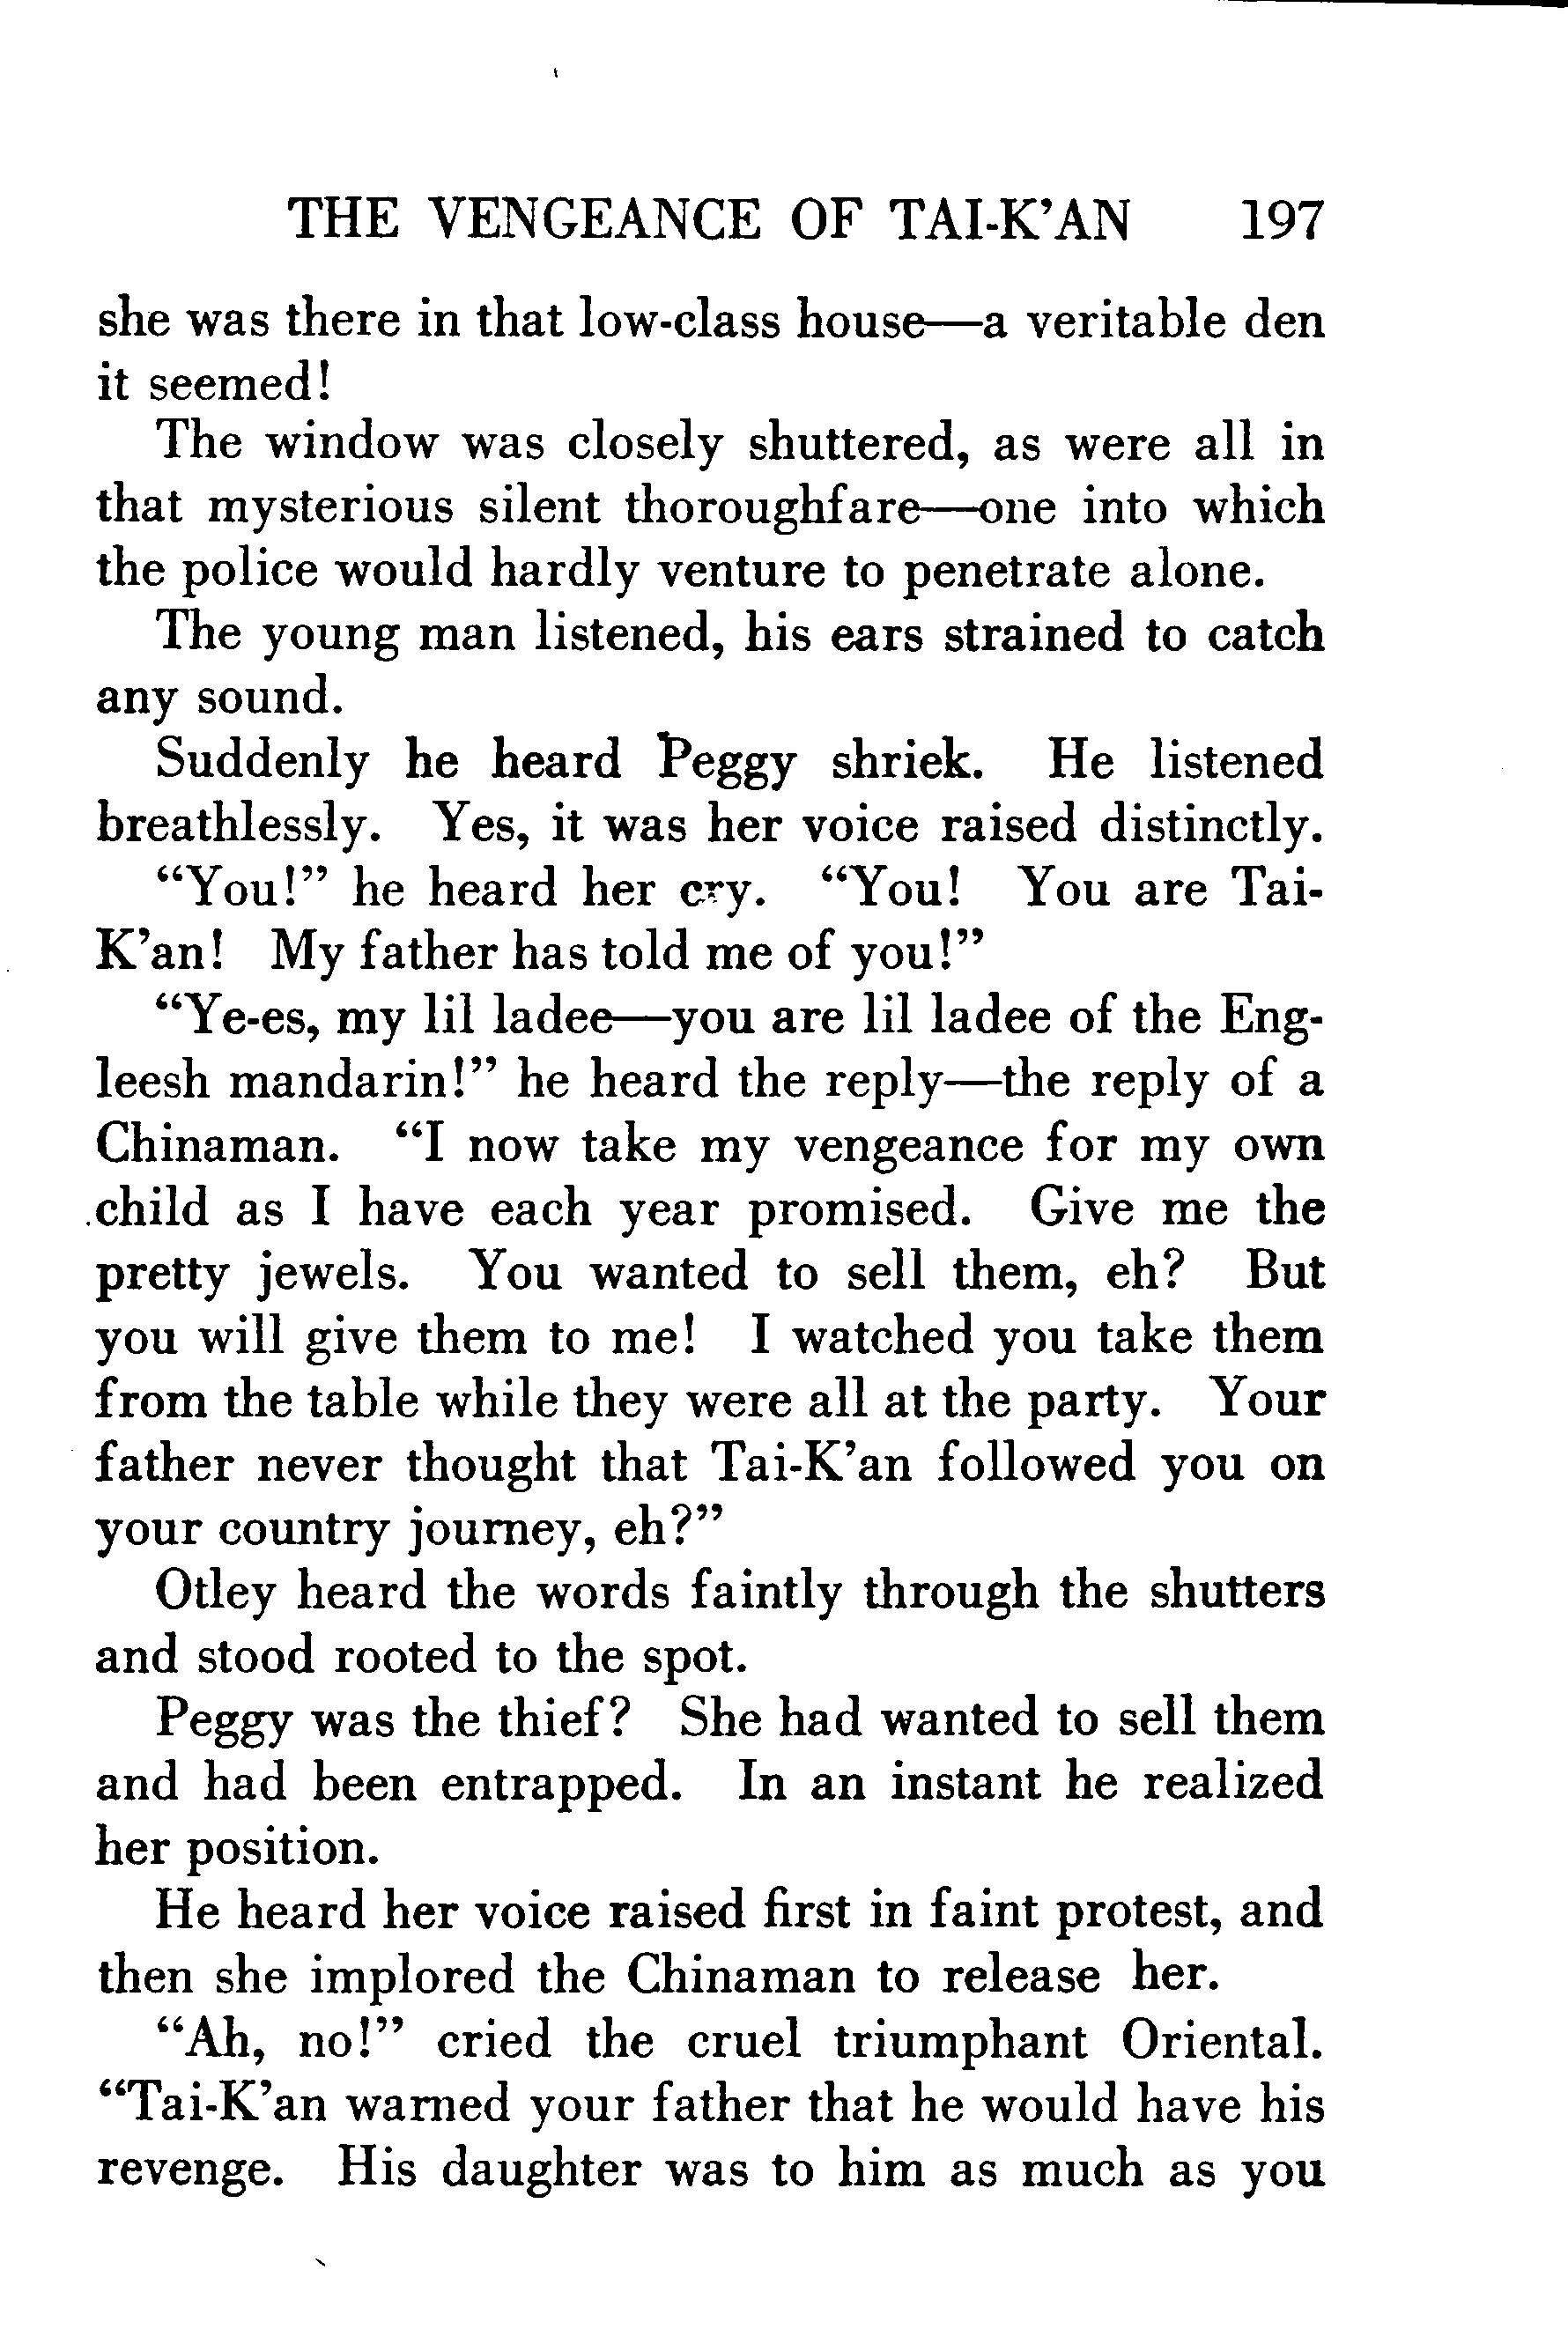 THE VENGEANCE OF TAI-K’AN 197
she was there in that low-class house—a veritable den
it seemed!
The window was closely shuttered, as were all in
that mysterious silent thoroughfare—one into which
the police would hardly venture to penetrate alone.
The young man listened, his ears strained to catch
any sound.
Suddenly he heard Peggy shriek. He listened
breathlessly. Yes, it was her voice raised distinctly.
“You!” he heard her cry. “You! You are Tai-
K’an! My father has told me of you!”
“Ye-es, my lil ladee—you are lil ladee of the Eng-
leesh mandarin!” he heard the reply—the reply of a
Chinaman. “I now take my vengeance for my own
child as I have each year promised. Give me the
pretty jewels. You wanted to sell them, eh? But
you will give them to me! I watched you take them
from the table while they were all at the party. Your
father never thought that Tai-K’an followed you on
your country journey, eh?”
Otley heard the words faintly through the shutters
and stood rooted to the spot.
Peggy was the thief? She had wanted to sell them
and had been entrapped. In an instant he realized
her position.
He heard her voice raised first in faint protest, and
then she implored the Chinaman to release her.
“Ah, no!” cried the cruel triumphant Oriental.
“Tai-K’an warned your father that he would have his
revenge. His daughter was to him as much as you